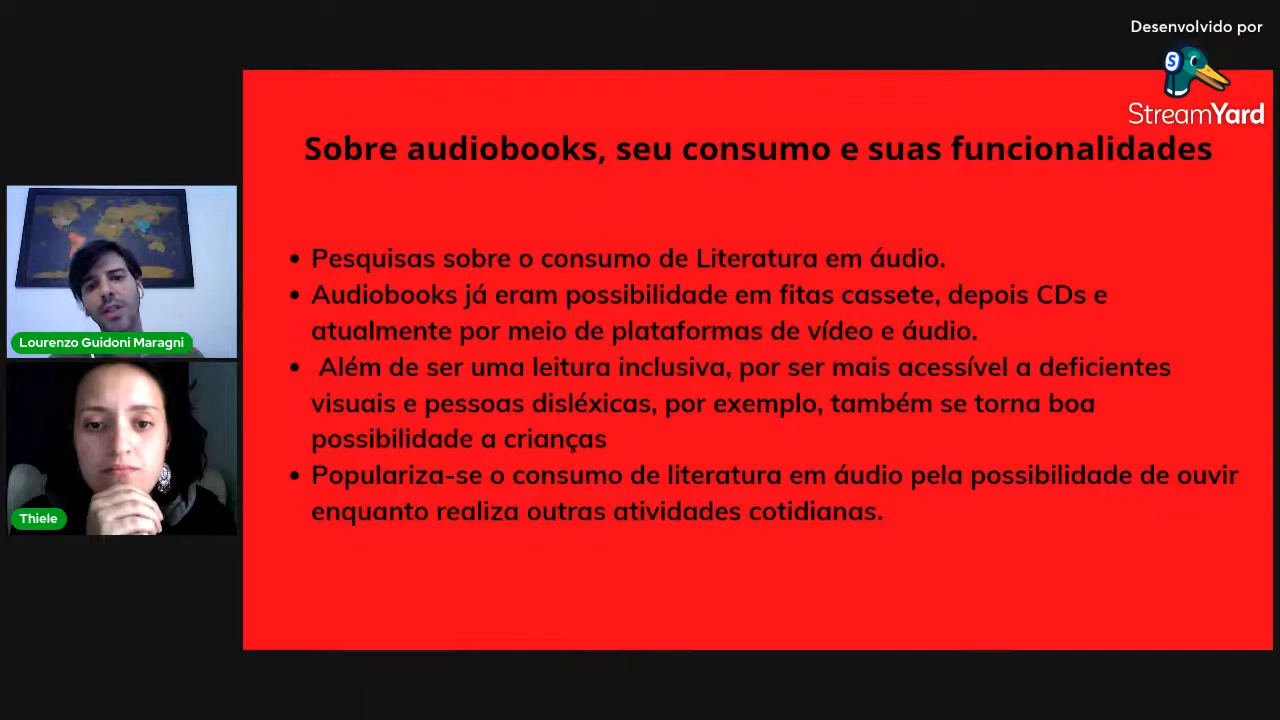 Desenvolvido por
StreamYard
Sobre audiobooks, seu consumo e suas funcionalidades
• Pesquisas sobre o consumo de Literatura em áudio.
• Audiobooks já eram possibilidade em fitas cassete, depois CDs e
atualmente por meio de plataformas de vídeo e áudio.
• Além de ser uma leitura inclusiva, por ser mais acessível a deficientes
visuais e pessoas disléxicas, por exemplo, também se torna boa
possibilidade a crianças
• Populariza-se o consumo de literatura em áudio pela possibilidade de ouvir
enquanto realiza outras atividades cotidianas.
Lourenzo Guidoni Maragni
Thiele